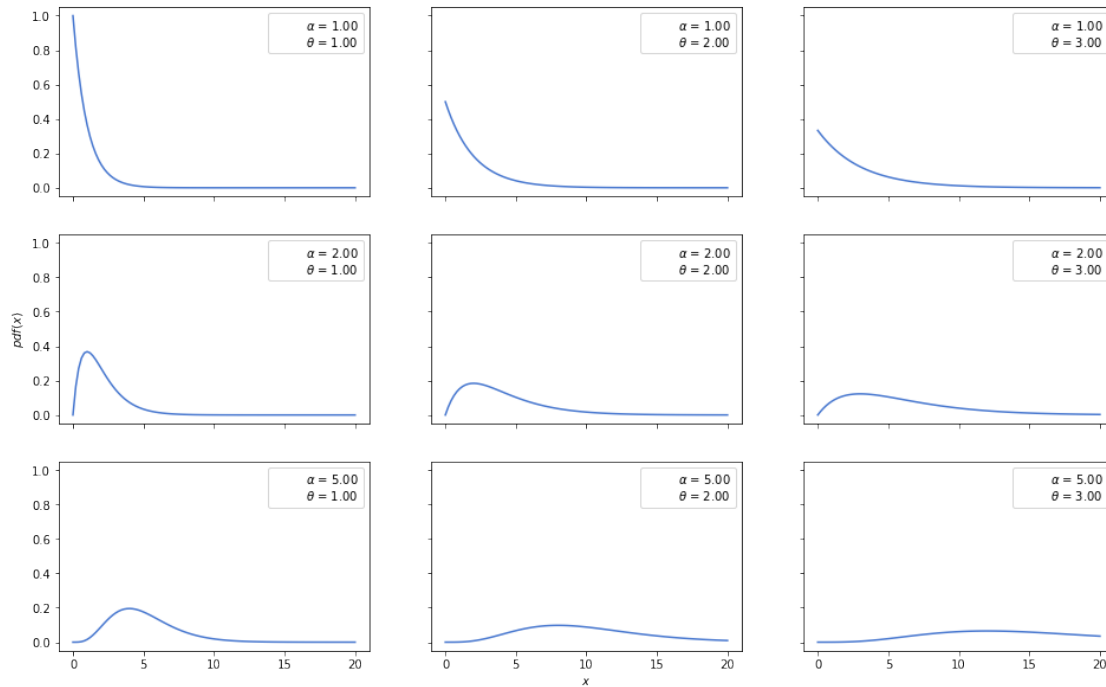 1.0
0.8
0.6
0.4
0.2
0.0
α = 1.00
θ = 1.00
α = 1.00
θ = 2.00
α = 1.00
θ = 3.00
pdf(x)
1.0
0.8
0.6
0.4
0.2
0.0
α = 2.00
θ = 1.00
α = 2.00
θ = 2.00
α = 2.00
θ = 3.00
1.0
0.8
0.6
0.4
0.2
0.0
α = 5.00
θ = 1.00
α = 5.00
θ = 2.00
α = 5.00
θ = 3.00
0 5 10 15 20
0 5 10 15 20
0 5 10 15 20
x